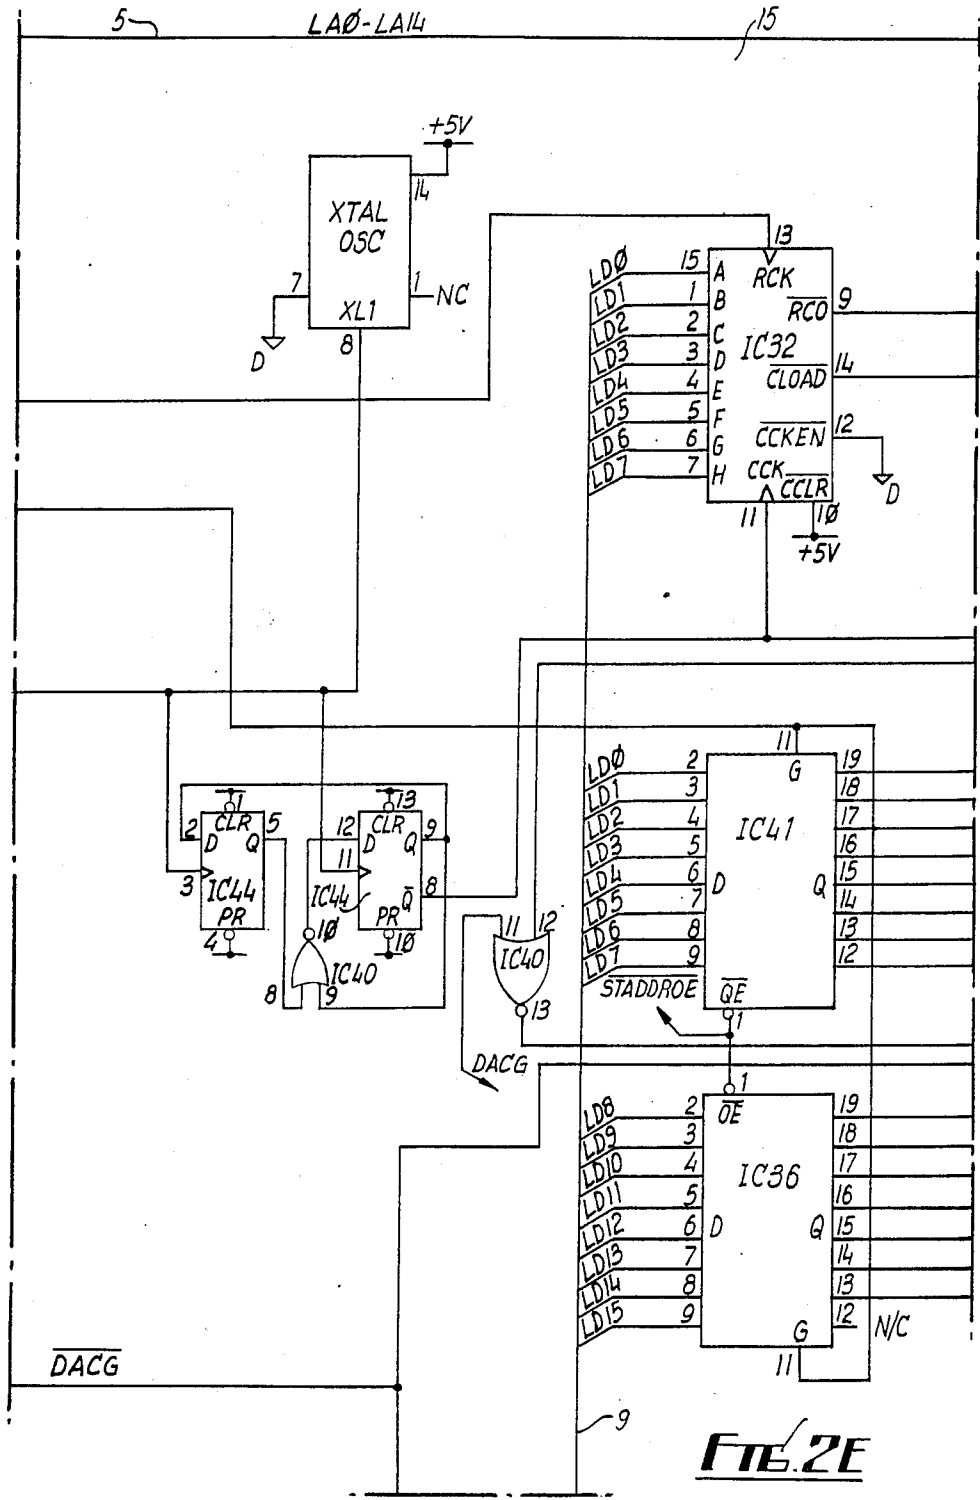 5 LAØ-LA14 15
+5V
14
XTAL
OSC
7 1 NC
XL1
8
D
13
RCK
LDØ 15 A
LD1 1 B
LD2 2 C
LD3 3 D
LD4 4 E
LD5 5 F
LD6 6 G
LD7 7 H
IC32
RCO 9
CLOAD 14
CCKEN 12
D
CCK CCLR
11 1Ø
+5V
11
G
LDØ 2 19
LD1 3 18
LD2 4 17
LD3 5 16
LD4 6 D Q 15
LD5 7 14
LD6 8 13
LD7 9 12
IC41
QE
1
STADDROE
1 13
2 D CLR Q 5
3 IC44
PR
4
12 D CLR Q 9
11
IC44 Q 8
PR
1Ø
1Ø
IC40
8 9
11 12
IC40
13
DACG
1
OE
LD8 2 19
LD9 3 18
LD10 4 17
LD11 5 16
LD12 6 D Q 15
LD13 7 14
LD14 8 13
LD15 9 12 N/C
IC36
G
11
DACG
9
FIG. 2E